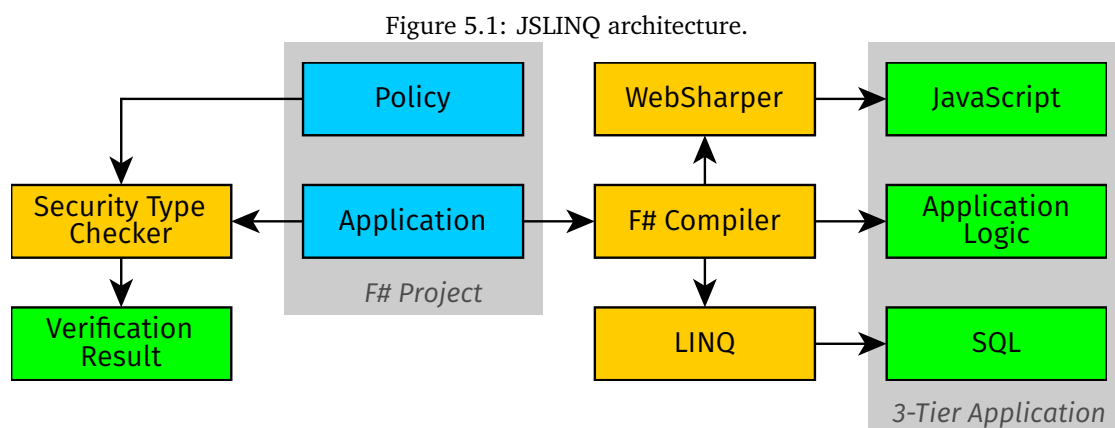 Figure 5.1: JSLINQ architecture.
Policy
WebSharper
JavaScript
Security Type
Checker
Application
F# Compiler
Application
Logic
F# Project
Verification
Result
LINQ
SQL
3-Tier Application